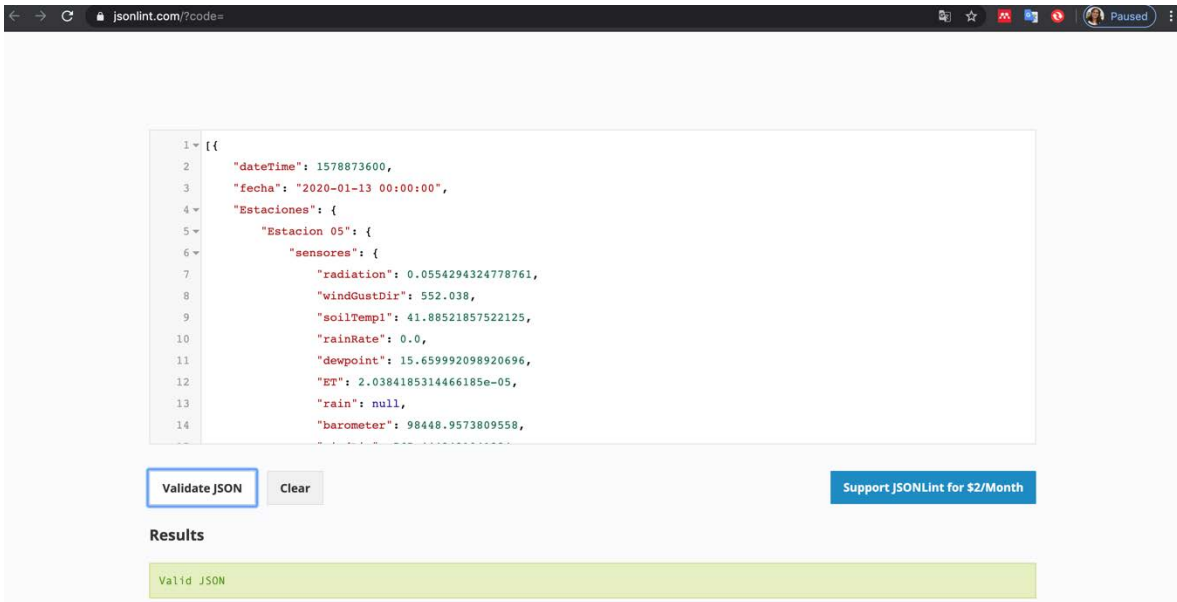 jsonlint.com/?code=
Paused
1 [{
2 "dateTime": 1578873600,
3 "fecha": "2020-01-13 00:00:00",
4 "Estaciones": {
5 "Estacion 05": {
6 "sensores": {
7 "radiation": 0.0554294324778761,
8 "windGustDir": 552.038,
9 "soilTemp1": 41.88521857522125,
10 "rainRate": 0.0,
11 "dewpoint": 15.659992098920696,
12 "ET": 2.0384185314466185e-05,
13 "rain": null,
14 "barometer": 98448.9573809558,
Validate JSON Clear Support JSONLint for $2/Month
Results
Valid JSON